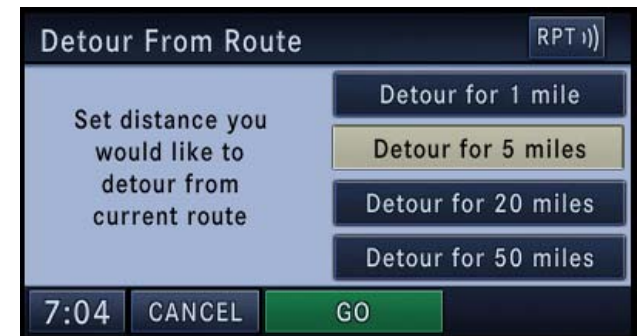 Detour From Route
RPT
Set distance you
would like to
detour from
current route
Detour for 1 mile
Detour for 5 miles
Detour for 20 miles
Detour for 50 miles
7:04 CANCEL GO